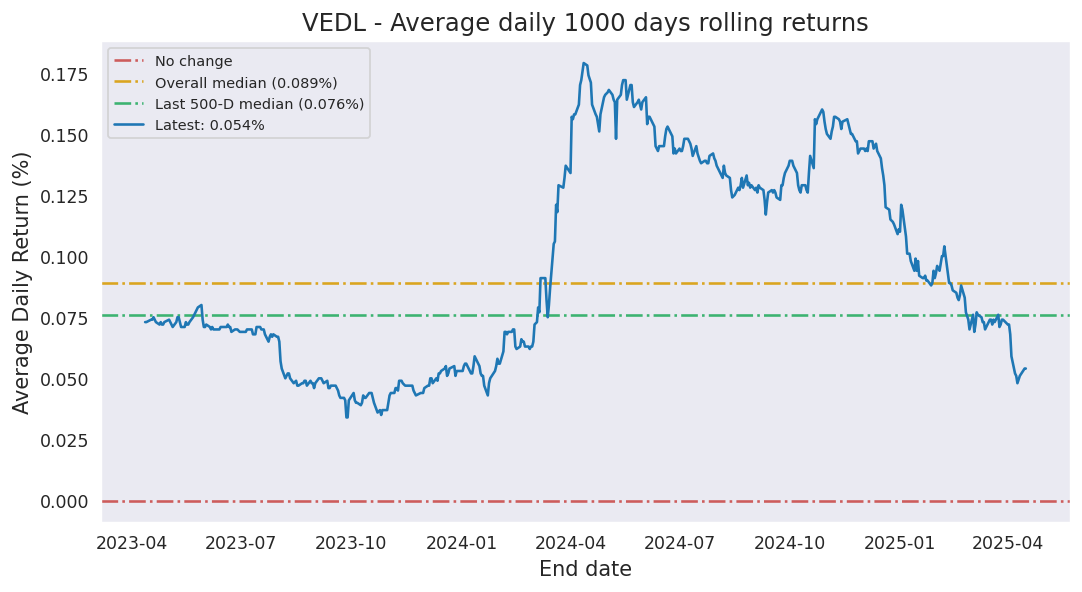 VEDL - Average daily 1000 days rolling returns
No change
Overall median (0.089%)
Last 500-D median (0.076%)
Latest: 0.054%
Average Daily Return (%)
0.175
0.150
0.125
0.100
0.075
0.050
0.025
0.000
2023-04 2023-07 2023-10 2024-01 2024-04 2024-07 2024-10 2025-01 2025-04
End date